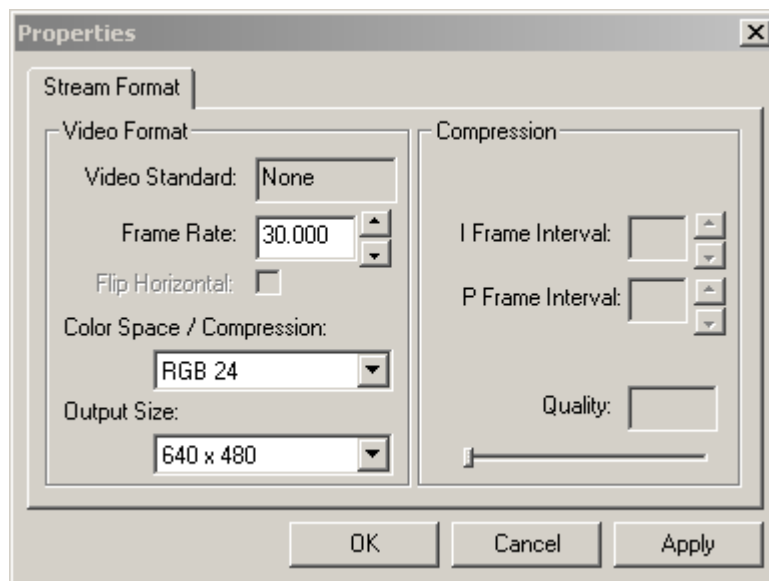 Properties
Stream Format
Video Format
Video Standard: None
Frame Rate: 30.000
Flip Horizontal:
Color Space / Compression:
RGB 24
Output Size:
640 x 480
Compression
I Frame Interval:
P Frame Interval:
Quality:
OK Cancel Apply